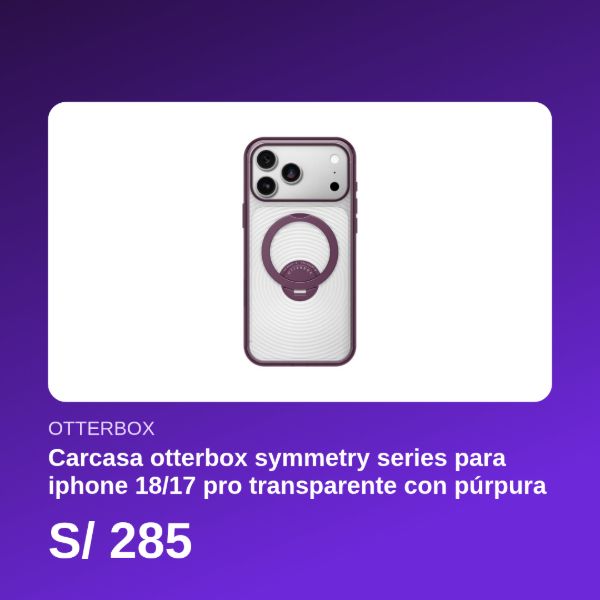 OTTERBOX
Carcasa otterbox symmetry series para
iphone 18/17 pro transparente con púrpura
S/ 285